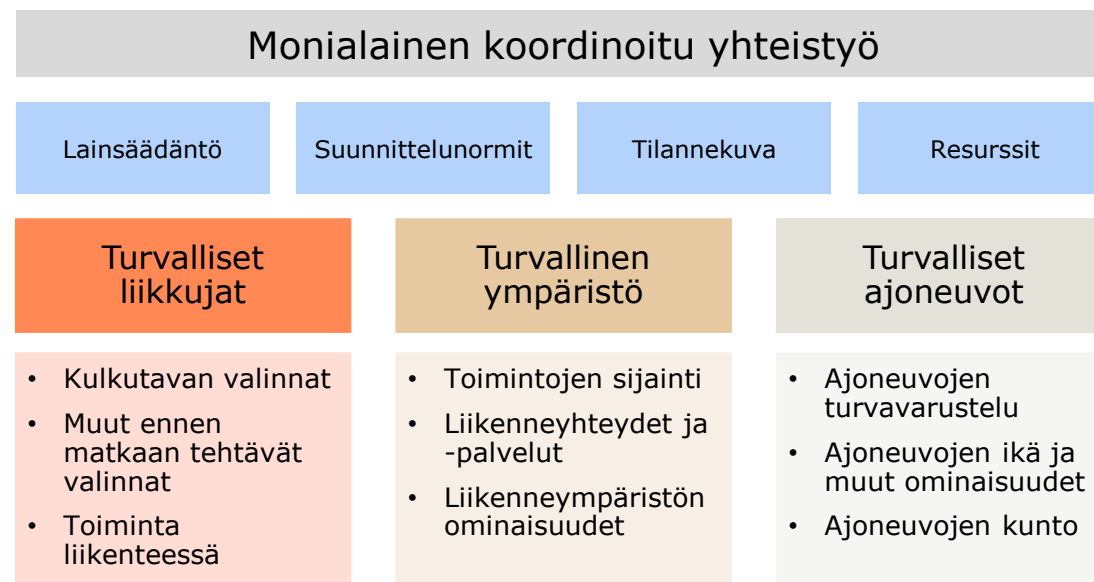 Monialainen koordinoitu yhteistyö
Lainsäädäntö
Suunnittelunormit
Tilannekuva
Resurssit
Turvalliset
liikkujat
Turvallinen
ympäristö
Turvalliset
ajoneuvot
• Kulkutavan valinnat
• Muut ennen
matkaan tehtävät
valinnat
• Toiminta
liikenteessä
• Toimintojen sijainti
• Liikenneyhteydet ja
-palvelut
• Liikenneympäristön
ominaisuudet
• Ajoneuvojen
turvavarustelu
• Ajoneuvojen ikä ja
muut ominaisuudet
• Ajoneuvojen kunto